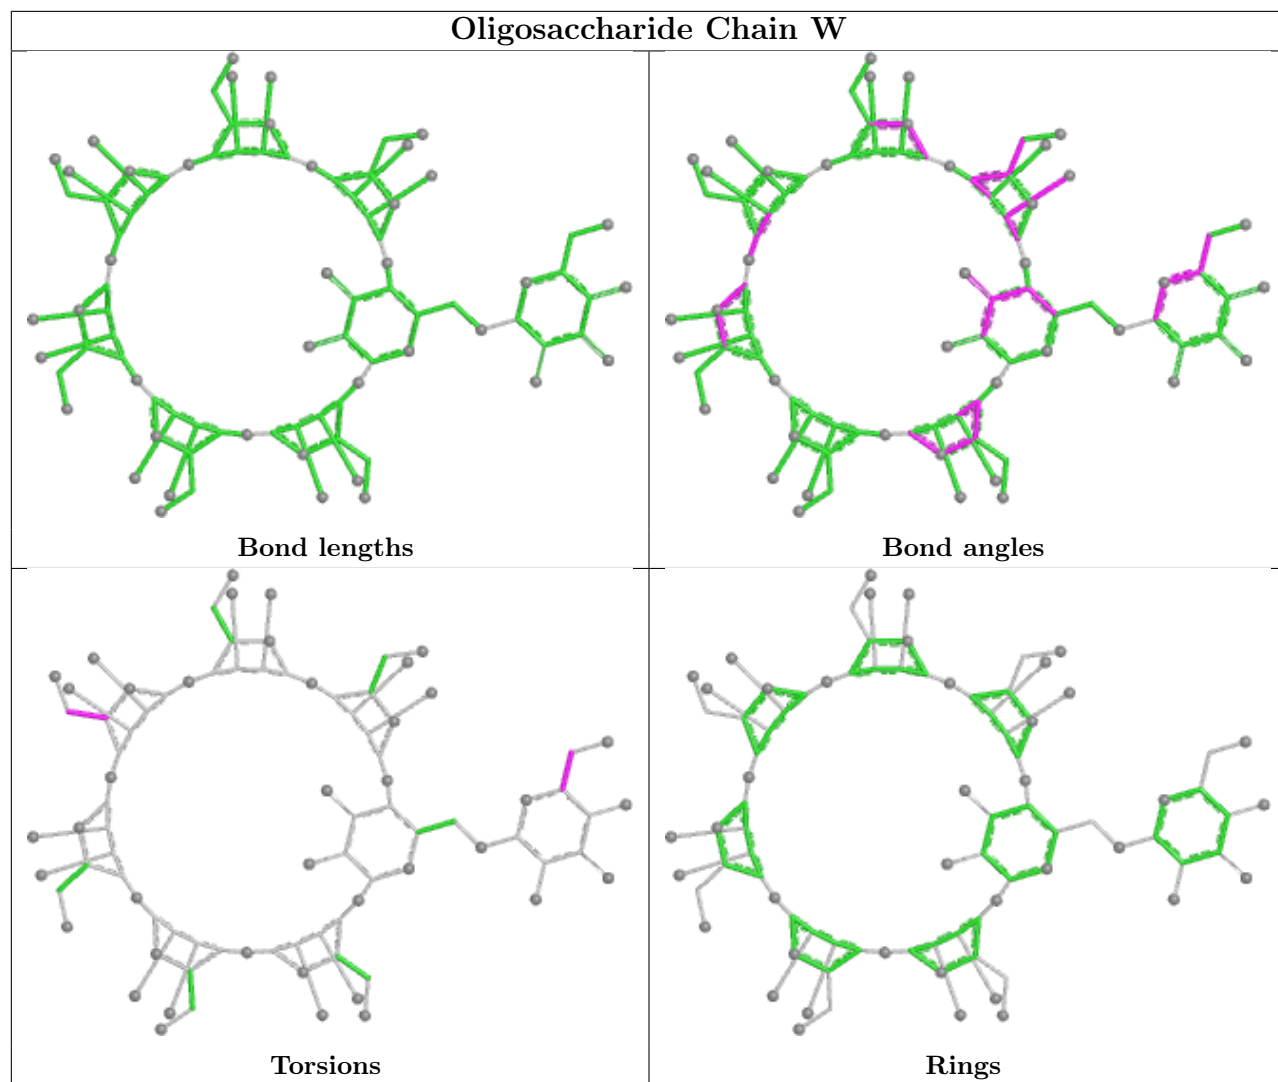 Oligosaccharide Chain W
Bond lengths
Bond angles
Torsions
Rings